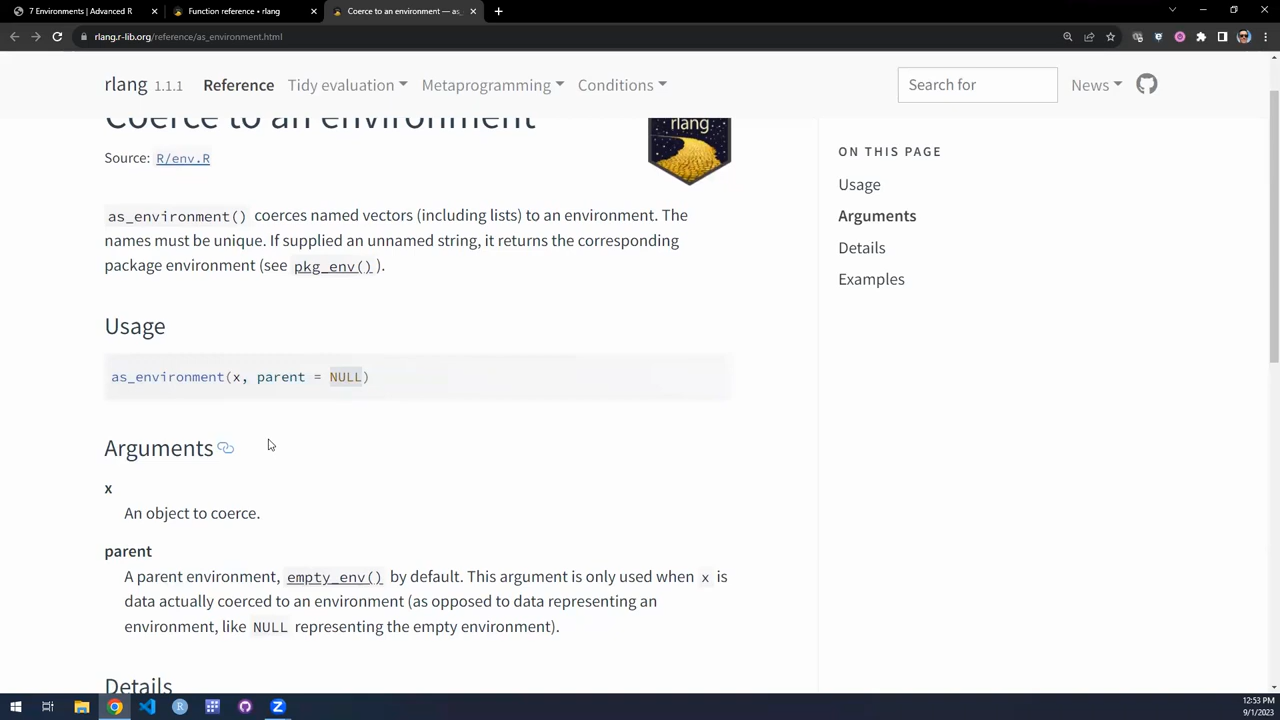 7 Environments | Advanced R
Function reference • rlang
Coerce to an environment — as_
rlang.r-lib.org/reference/as_environment.html
rlang 1.1.1 Reference Tidy evaluation Metaprogramming Conditions Search for News
Coerce to an environment
rlang
Source: R/env.R
as_environment() coerces named vectors (including lists) to an environment. The
names must be unique. If supplied an unnamed string, it returns the corresponding
package environment (see pkg_env()).
Usage
as_environment(x, parent = NULL)
Arguments
x
An object to coerce.
parent
A parent environment, empty_env() by default. This argument is only used when x is
data actually coerced to an environment (as opposed to data representing an
environment, like NULL representing the empty environment).
Details
ON THIS PAGE
Usage
Arguments
Details
Examples
12:53 PM
9/1/2023